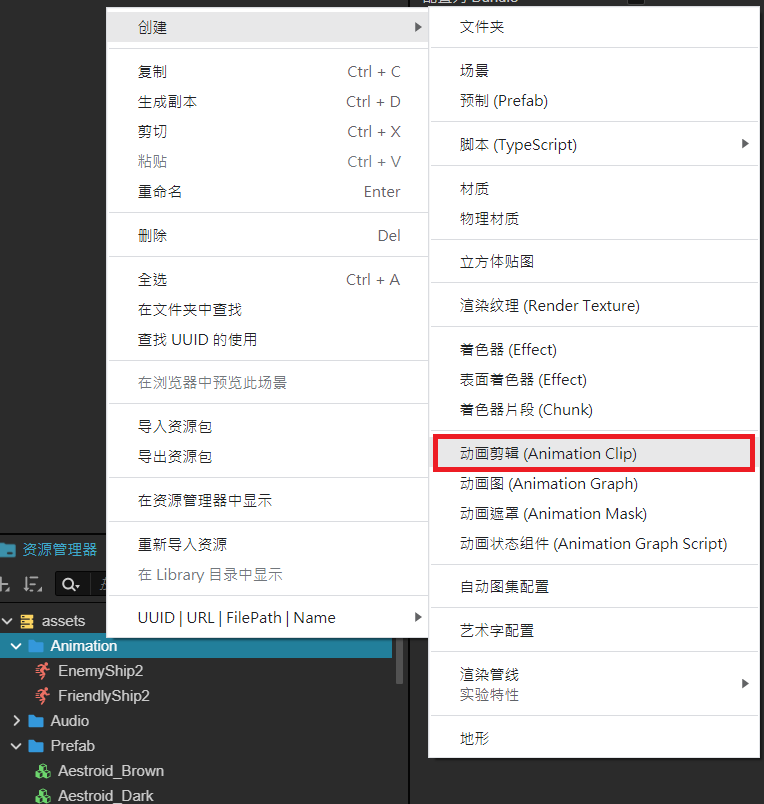 创建
复制 Ctrl + C
生成副本 Ctrl + D
剪切 Ctrl + X
粘贴 Ctrl + V
重命名 Enter
删除 Del
全选 Ctrl + A
在文件夹中查找
查找 UUID 的使用
在浏览器中预览此场景
导入资源包
导出资源包
在资源管理器中显示
重新导入资源
在 Library 目录中显示
UUID | URL | FilePath | Name
文件夹
场景
预制 (Prefab)
脚本 (TypeScript)
材质
物理材质
立方体贴图
渲染纹理 (Render Texture)
着色器 (Effect)
表面着色器 (Effect)
着色器片段 (Chunk)
动画剪辑 (Animation Clip)
动画图 (Animation Graph)
动画遮罩 (Animation Mask)
动画状态组件 (Animation Graph Script)
自动图集配置
艺术字配置
渲染管线
实验特性
地形
资源管理器
assets
Animation
EnemyShip2
FriendlyShip2
Audio
Prefab
Aestroid_Brown
Aestroid_Dark